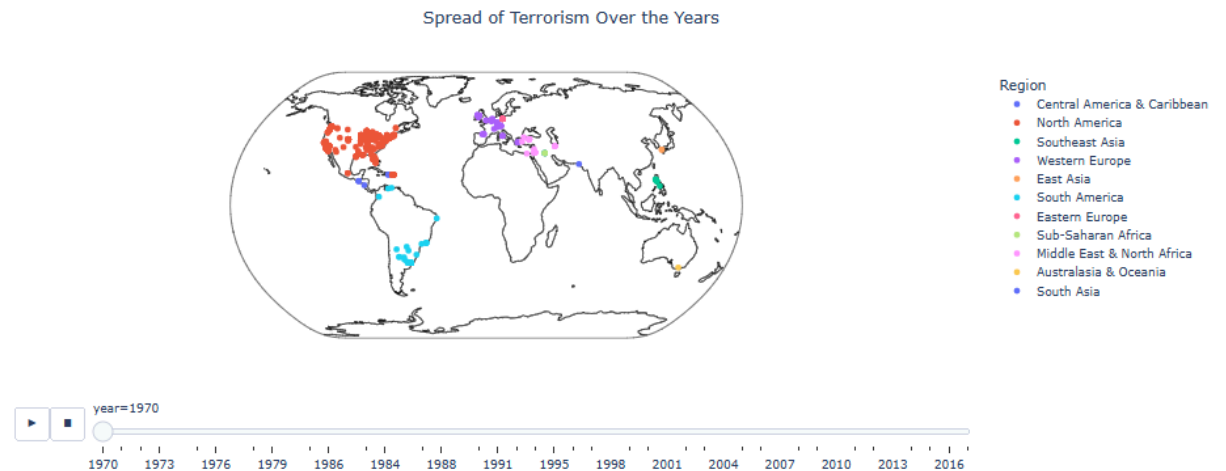 Spread of Terrorism Over the Years
Region
Central America & Caribbean
North America
Southeast Asia
Western Europe
East Asia
South America
Eastern Europe
Sub-Saharan Africa
Middle East & North Africa
Australasia & Oceania
South Asia
year=1970
1970 1973 1976 1979 1986 1984 1988 1991 1995 1998 2001 2004 2007 2010 2013 2016